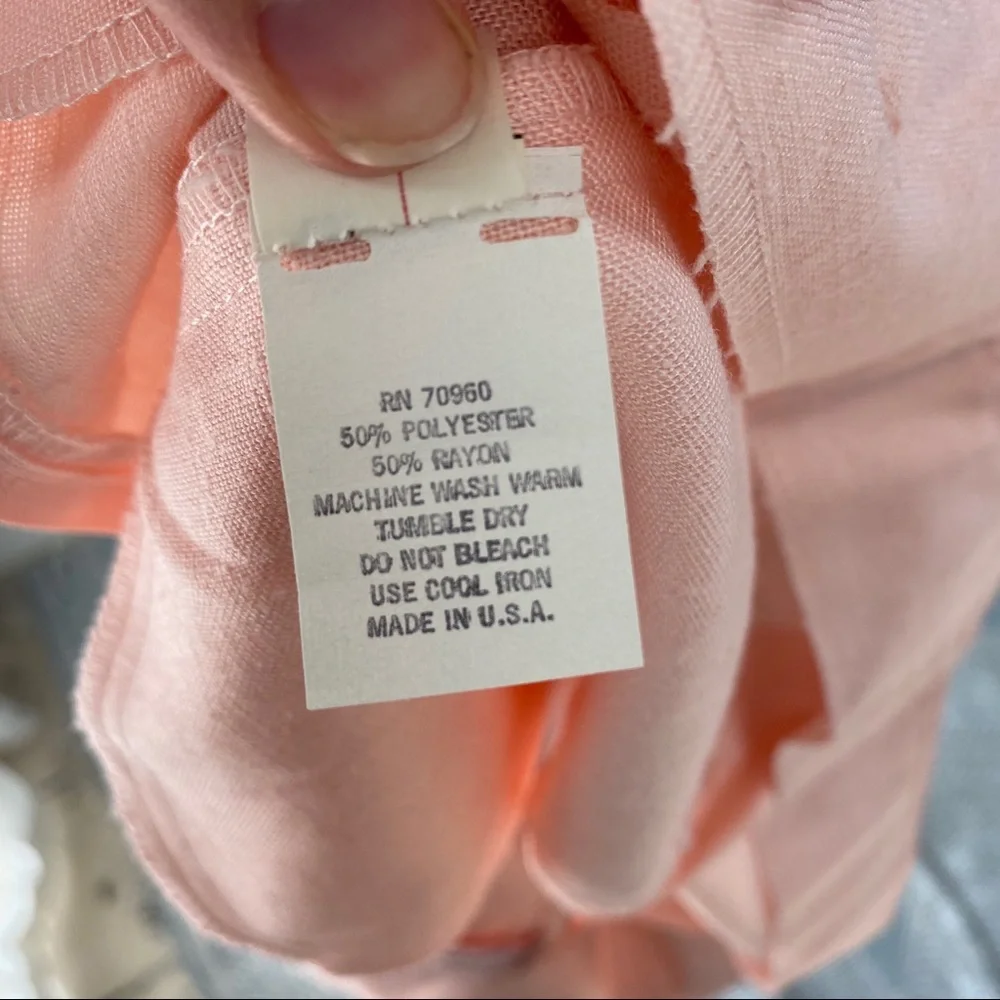 RN 70960
50% POLYESTER
50% RAYON
MACHINE WASH WARM
TUMBLE DRY
DO NOT BLEACH
USE COOL IRON
MADE IN U.S.A.